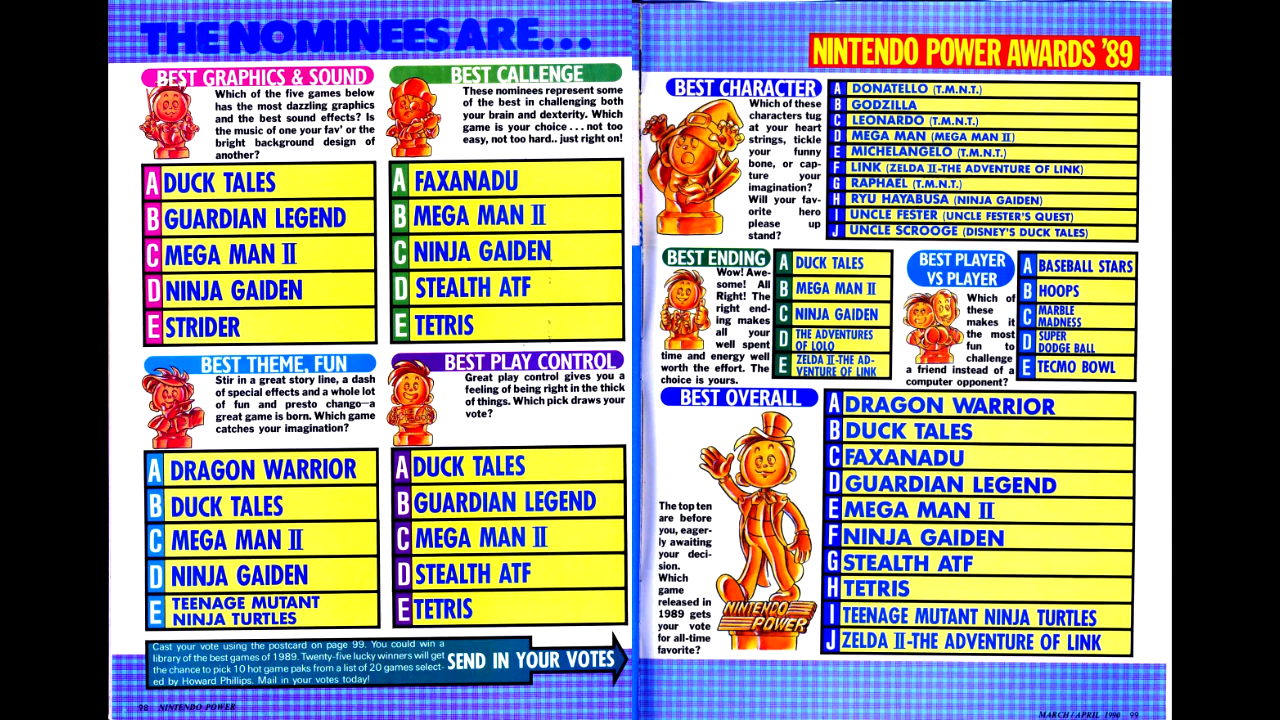 THE NOMINEES ARE...
BEST GRAPHICS & SOUND
Which of the five games below
has the most dazzling graphics
and the best sound effects? Is
the music of one your fav' or the
bright background design of
another?
A DUCK TALES
B GUARDIAN LEGEND
C MEGA MAN II
D NINJA GAIDEN
E STRIDER
BEST CALLENGE
These nominees represent some
of the best in challenging both
your brain and dexterity. Which
game is your choice . . . not too
easy, not too hard.. just right!
A FAXANADU
B MEGA MAN II
C NINJA GAIDEN
D STEALTH ATF
E TETRIS
BEST THEME, FUN
Stir in a great story line, a dash
of special effects and a whole lot
of fun and presto chango—a
great game is born. Which game
catches your imagination?
A DRAGON WARRIOR
B DUCK TALES
C MEGA MAN II
D NINJA GAIDEN
E TEENAGE MUTANT
NINJA TURTLES
BEST PLAY CONTROL
Great play control gives you a
feeling of being right in the thick
of things. Which pick draws your
vote?
A DUCK TALES
B GUARDIAN LEGEND
C MEGA MAN II
D STEALTH ATF
E TETRIS
Cast your vote using the postcard on page 99. You could win a
library of the best games of 1989. Twenty-five lucky winners will get
the chance to pick 10 hot game paks from a list of 20 games select-
ed by Howard Phillips. Mail in your votes today!
SEND IN YOUR VOTES
98 NINTENDO POWER
NINTENDO POWER AWARDS '89
BEST CHARACTER
Which of these
characters tug
at your heart
strings, tickle
your funny
bone, or cap-
ture your
imagination?
Will your fav-
orite hero
please up
stand?
A DONATELLO (T.M.N.T.)
B GODZILLA
C LEONARDO (T.M.N.T.)
D MEGA MAN (MEGA MAN II)
E MICHELANGELO (T.M.N.T.)
F LINK (ZELDA II-THE ADVENTURE OF LINK)
G RAPHAEL (T.M.N.T.)
H RYU HAYABUSA (NINJA GAIDEN)
I UNCLE FESTER (UNCLE FESTER'S QUEST)
J UNCLE SCROOGE (DISNEY'S DUCK TALES)
BEST ENDING
Wow! Awe-
some! All
Right! The
right end-
ing makes
all your
well spent
time and energy well
worth the effort. The
choice is yours.
A DUCK TALES
B MEGA MAN II
C NINJA GAIDEN
D THE ADVENTURES
OF LOLO
E ZELDA II-THE AD-
VENTURE OF LINK
BEST PLAYER
VS PLAYER
Which of
these
makes it
the most
fun to
challenge
a friend instead of a
computer opponent?
A BASEBALL STARS
B HOOPS
C MARBLE
MADNESS
D SUPER
DODGE BALL
E TECMO BOWL
BEST OVERALL
The top ten
are before
you, eager-
ly awaiting
your deci-
sion.
Which
game
released in
1989 gets
your vote
for all-time
favorite?
NINTENDO
POWER
A DRAGON WARRIOR
B DUCK TALES
C FAXANADU
D GUARDIAN LEGEND
E MEGA MAN II
F NINJA GAIDEN
G STEALTH ATF
H TETRIS
I TEENAGE MUTANT NINJA TURTLES
J ZELDA II-THE ADVENTURE OF LINK
MARCH/APRIL 1990 99